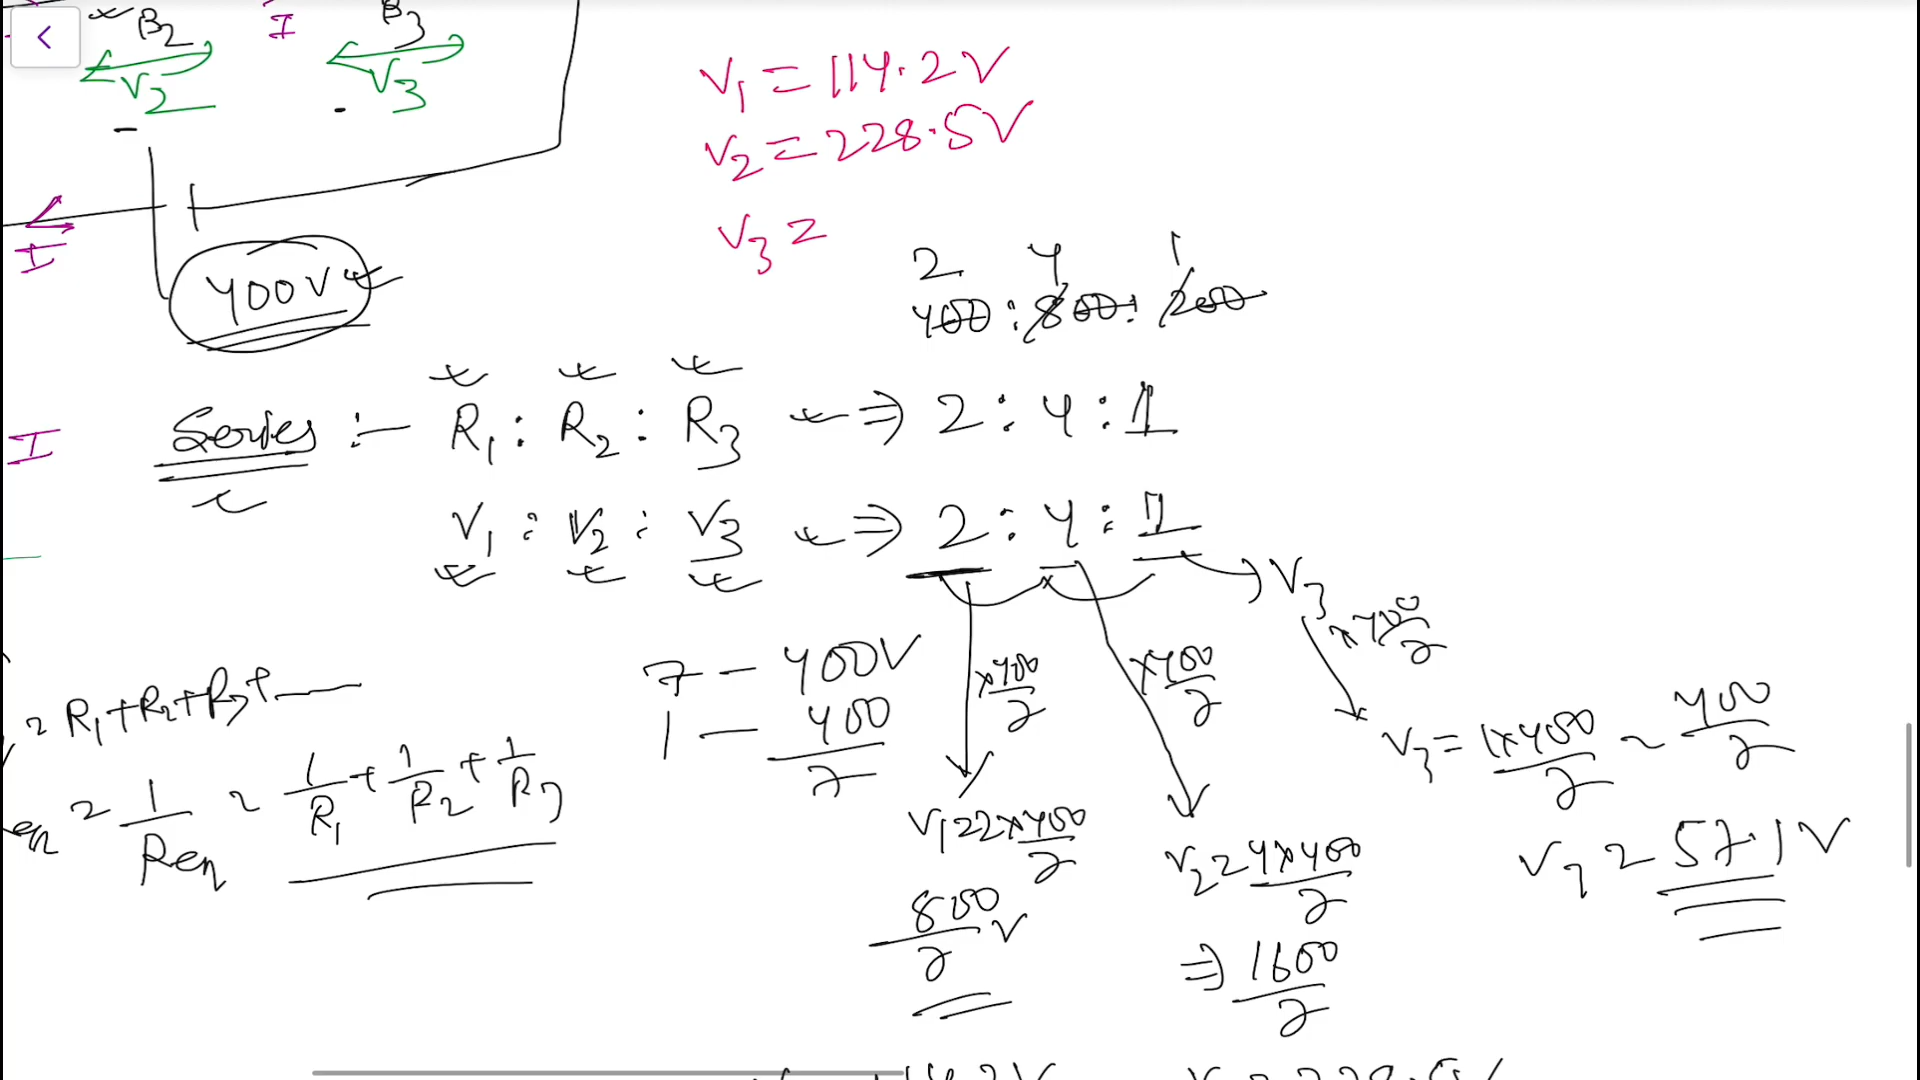 B2 I B3
V2 V3
I
400V
V1 = 114.2V
V2 = 228.5V
V3 =
2 4 1
400 : 800 : 200
I
Series :- R1 : R2 : R3 ⇒ 2 : 4 : 1
V1 : V2 : V3 ⇒ 2 : 4 : 1
V3
×400/7 ×400/7 ×400/7
= R1+R2+R3+
7 — 400V
1 — 400/7
= 1/Req = 1/R1 + 1/R2 + 1/R3
V1 = 2×400/7
800/7 V
V2 = 4×400/7
⇒ 1600/7
V3 = 1×400/7 = 400/7
V3 = 57.1V